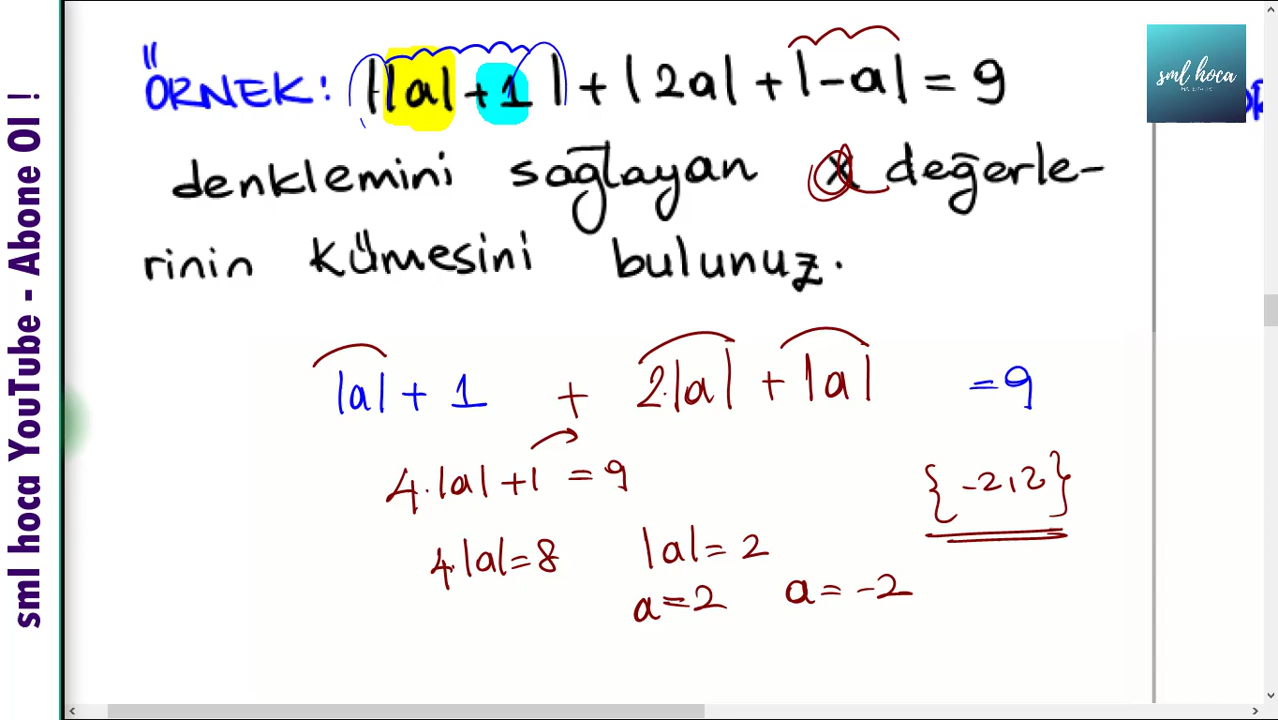 sml hoca YouTube - Abone Ol !
ÖRNEK: ||a| + 1| + |2a| + |-a| = 9
sml hoca
denklemini sağlayan x değerle-
rinin kümesini bulunuz.
|a| + 1 + 2.|a| + |a| = 9
4.|a| + 1 = 9
{-2,2}
4.|a| = 8 |a| = 2
a = 2 a = -2